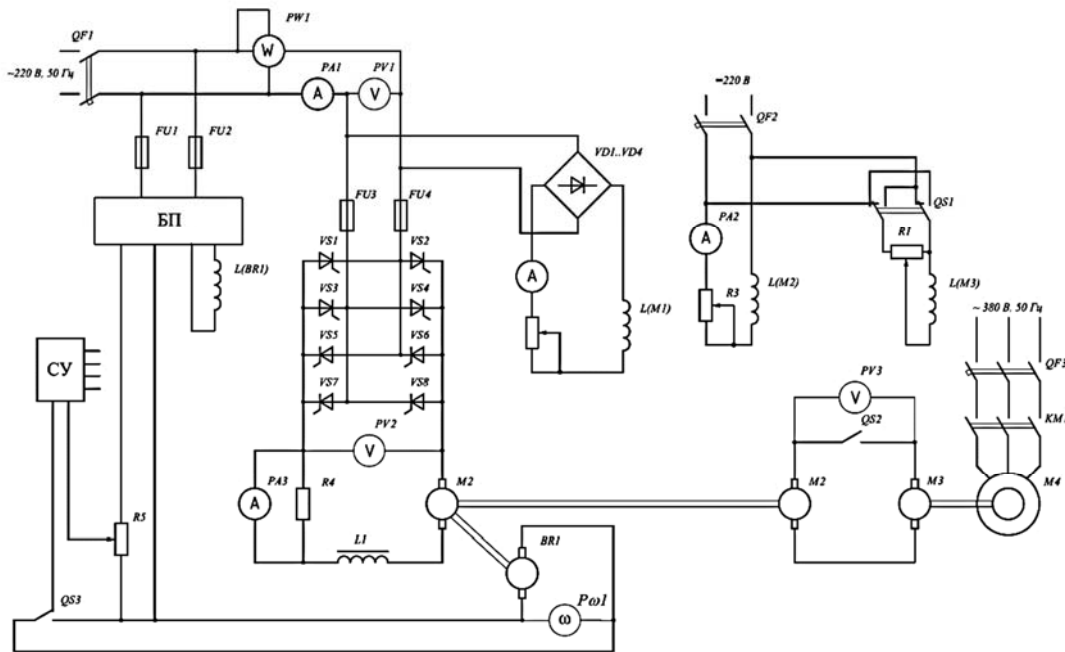 QF1
PW1
W
~220 В, 50 Гц
PA1
PV1
A
V
FU1
FU2
=220 В
QF2
VD1..VD4
БП
FU3
FU4
PA2
QS1
R1
A
VS1
VS2
A
L(BR1)
VS3
VS4
R3
L(M2)
L(M3)
L(M1)
~ 380 В, 50 Гц
VS5
VS6
СУ
QF3
PV3
VS7
VS8
V
QS2
KM1
PV2
V
PA3
M2
M2
M3
M4
A
R4
R5
L1
BR1
QS3
Pω1
ω